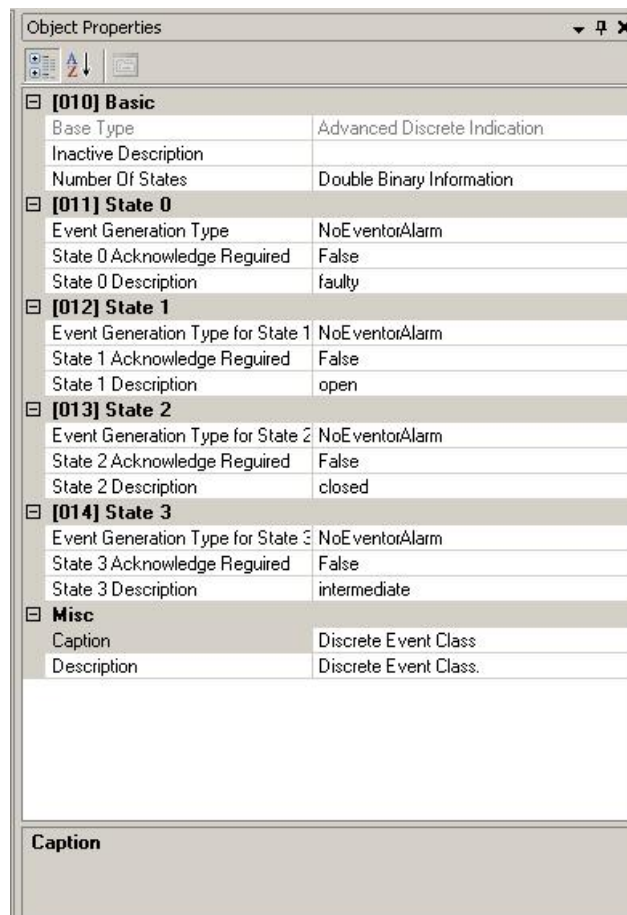 Object Properties
[010] Basic
Base Type Advanced Discrete Indication
Inactive Description
Number Of States Double Binary Information
[011] State 0
Event Generation Type NoEventorAlarm
State 0 Acknowledge Reguired False
State 0 Description faulty
[012] State 1
Event Generation Type for State 1 NoEventorAlarm
State 1 Acknowledge Reguired False
State 1 Description open
[013] State 2
Event Generation Type for State 2 NoEventorAlarm
State 2 Acknowledge Reguired False
State 2 Description closed
[014] State 3
Event Generation Type for State 3 NoEventorAlarm
State 3 Acknowledge Reguired False
State 3 Description intermediate
Misc
Caption Discrete Event Class
Description Discrete Event Class.
Caption